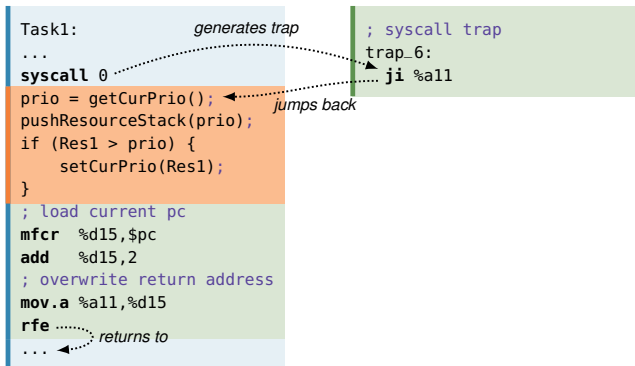 Task1:
...
syscall 0
prio = getCurPrio();
pushResourceStack(prio);
if (Res1 > prio) {
    setCurPrio(Res1);
}
; load current pc
mfcr  %d15,$pc
add   %d15,2
; overwrite return address
mov.a %a11,%d15
rfe
...
generates trap
jumps back
returns to
; syscall trap
trap_6:
  ji %a11